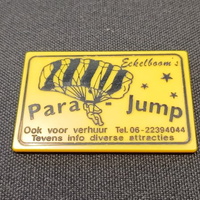 Eekelboom's
Para - Jump
Ook voor verhuur Tel. 06-22394044
Tevens info diverse attracties